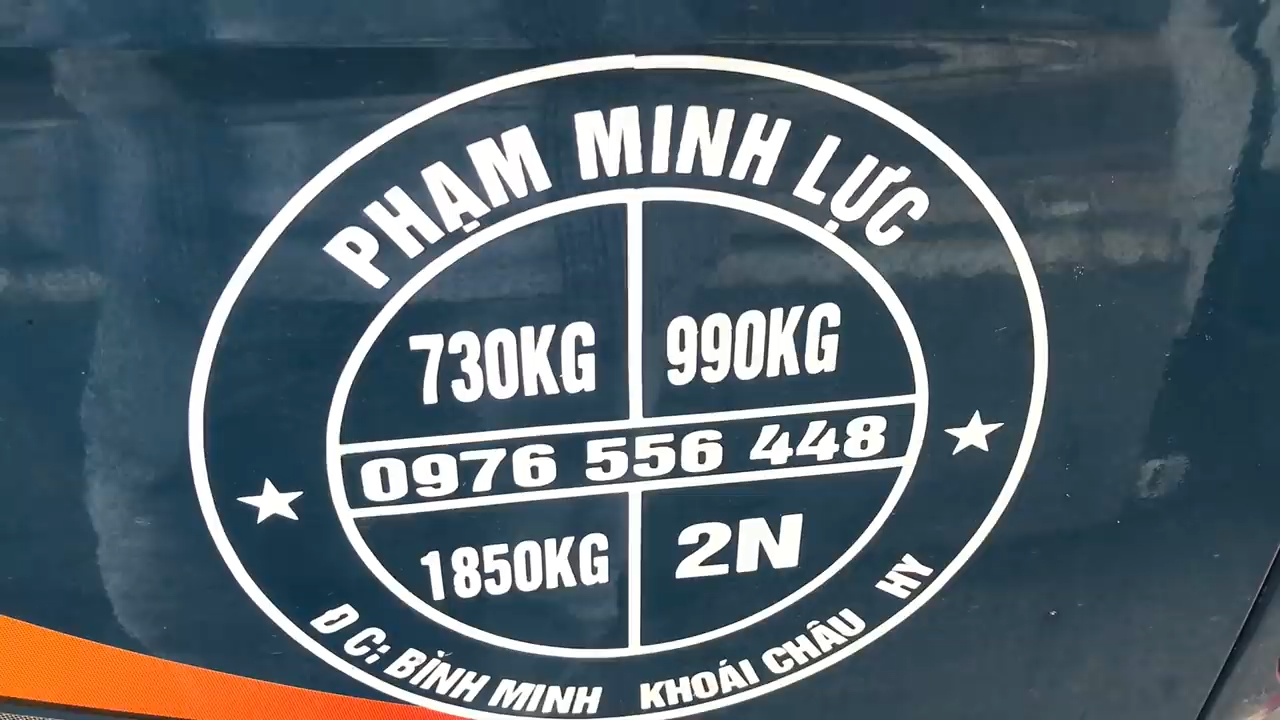 PHẠM MINH LỰC
730KG
990KG
0976 556 448
1850KG
2N
Đ C: BÌNH MINH KHOÁI CHÂU HY